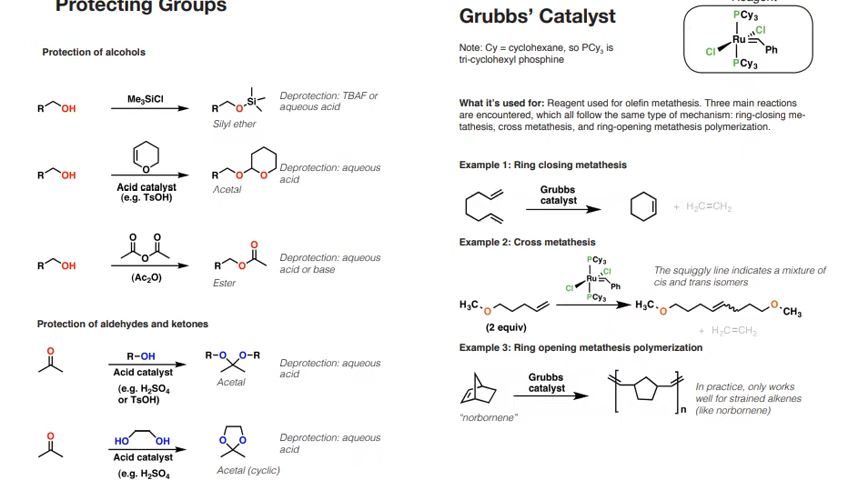 Protecting Groups
Protection of alcohols
R OH
Me3SiCl
R O Si
Silyl ether
Deprotection: TBAF or
aqueous acid
R OH
O
Acid catalyst
(e.g. TsOH)
R O O
Acetal
Deprotection: aqueous
acid
R OH
O O
O
(Ac2O)
O
R O
Ester
Deprotection: aqueous
acid or base
Protection of aldehydes and ketones
O
R–OH
Acid catalyst
(e.g. H2SO4
or TsOH)
R–O O–R
Acetal
Deprotection: aqueous
acid
O
HO OH
Acid catalyst
(e.g. H2SO4
O O
Acetal (cyclic)
Deprotection: aqueous
acid
Grubbs' Catalyst
Note: Cy = cyclohexane, so PCy3 is
tri-cyclohexyl phosphine
Reagent
PCy3
Cl
Ru
Cl
Ph
PCy3
What it's used for: Reagent used for olefin metathesis. Three main reactions
are encountered, which all follow the same type of mechanism: ring-closing me-
tathesis, cross metathesis, and ring-opening metathesis polymerization.
Example 1: Ring closing metathesis
Grubbs
catalyst
+ H2C=CH2
Example 2: Cross metathesis
PCy3
Cl
Ru
Cl
Ph
PCy3
The squiggly line indicates a mixture of
cis and trans isomers
H3C O
(2 equiv)
H3C O O CH3
+ H2C=CH2
Example 3: Ring opening metathesis polymerization
"norbornene"
Grubbs
catalyst
n
In practice, only works
well for strained alkenes
(like norbornene)